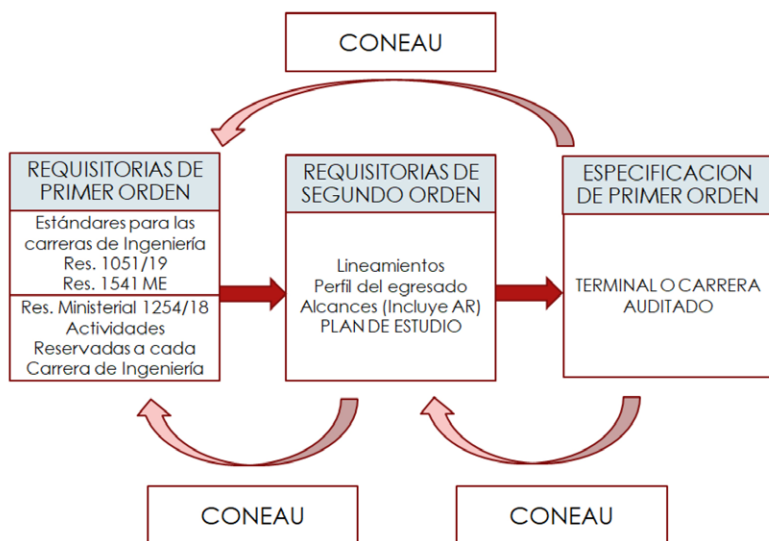 CONEAU
REQUISITORIAS DE
PRIMER ORDEN
Estándares para las
carreras de Ingeniería
Res. 1051/19
Res. 1541 ME
Res. Ministerial 1254/18
Actividades
Reservadas a cada
Carrera de Ingeniería
REQUISITORIAS DE
SEGUNDO ORDEN
Lineamientos
Perfil del egresado
Alcances (Incluye AR)
PLAN DE ESTUDIO
ESPECIFICACION
DE PRIMER ORDEN
TERMINAL O CARRERA
AUDITADO
CONEAU
CONEAU